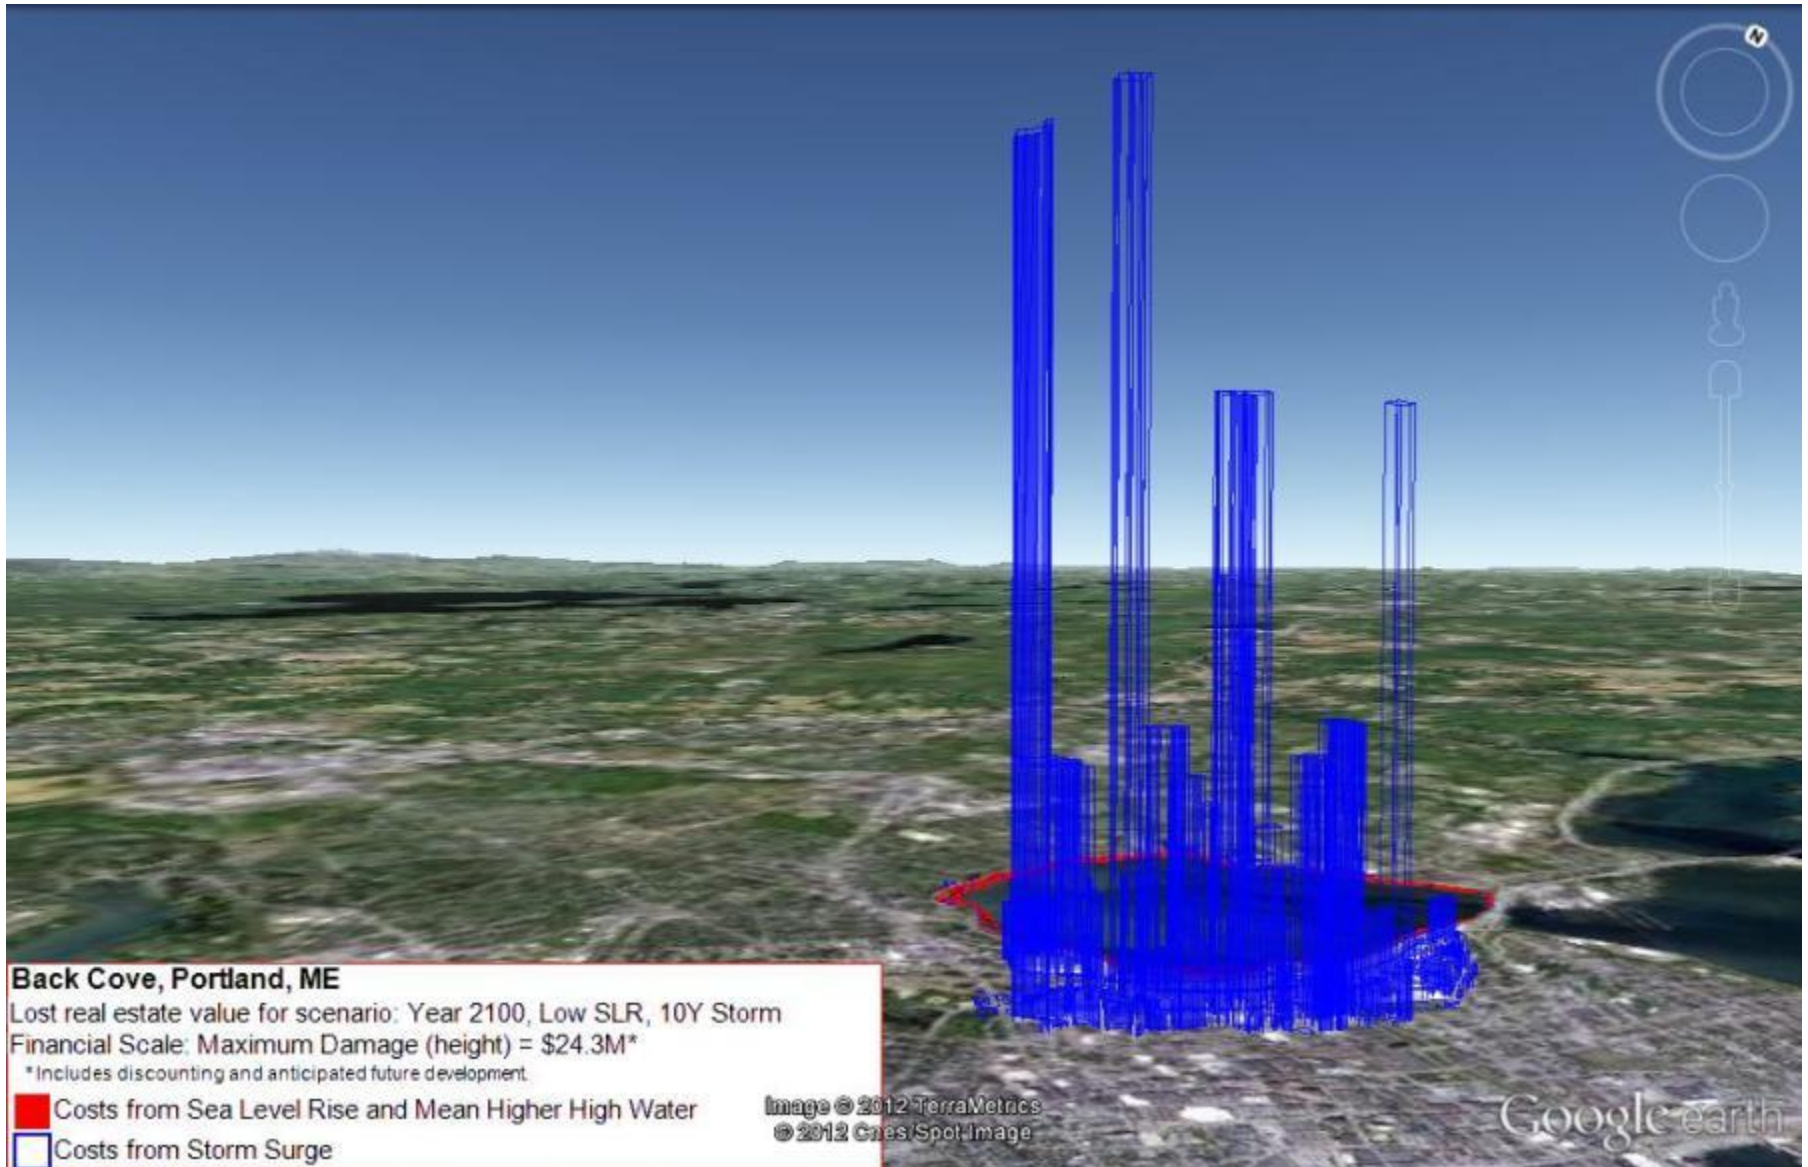 N
Back Cove, Portland, ME
Lost real estate value for scenario: Year 2100, Low SLR, 10Y Storm
Financial Scale: Maximum Damage (height) = $24.3M*
*Includes discounting and anticipated future development.
Costs from Sea Level Rise and Mean Higher High Water
Costs from Storm Surge
Image © 2012 TerraMetrics
© 2012 Cnes/Spot Image
Google earth